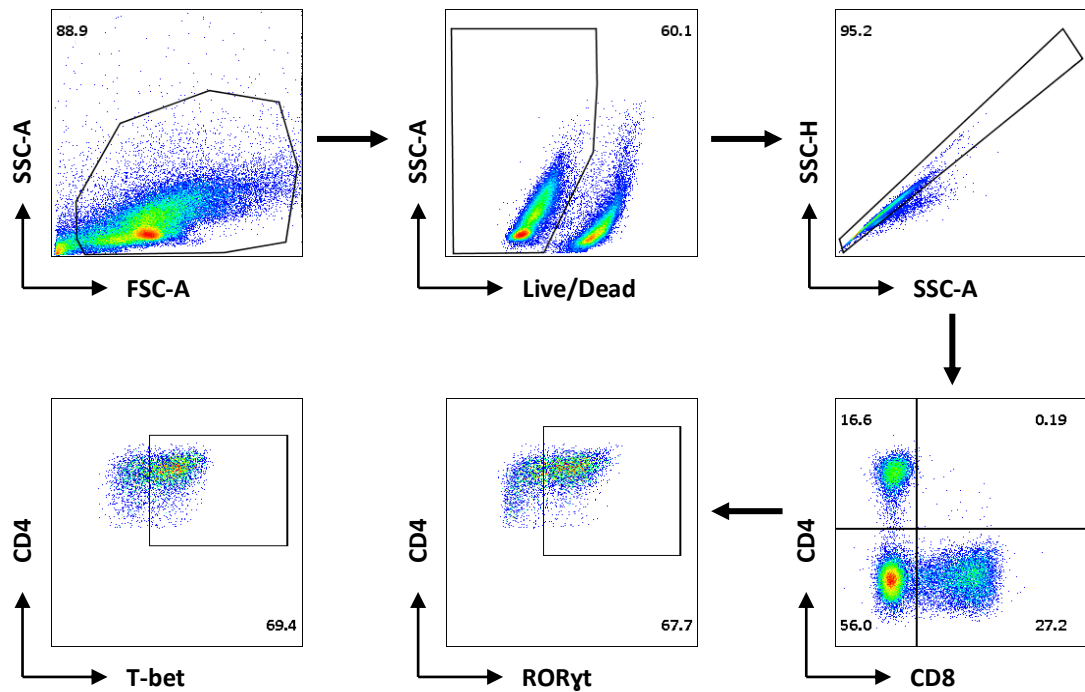 88.9
SSC-A
FSC-A
60.1
SSC-A
Live/Dead
95.2
SSC-H
SSC-A
69.4
CD4
T-bet
67.7
CD4
RORɣt
16.6
0.19
56.0
27.2
CD4
CD8